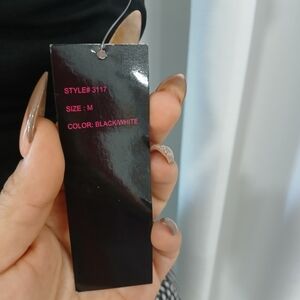 STYLE# 3117
SIZE : M
COLOR: BLACK/WHITE